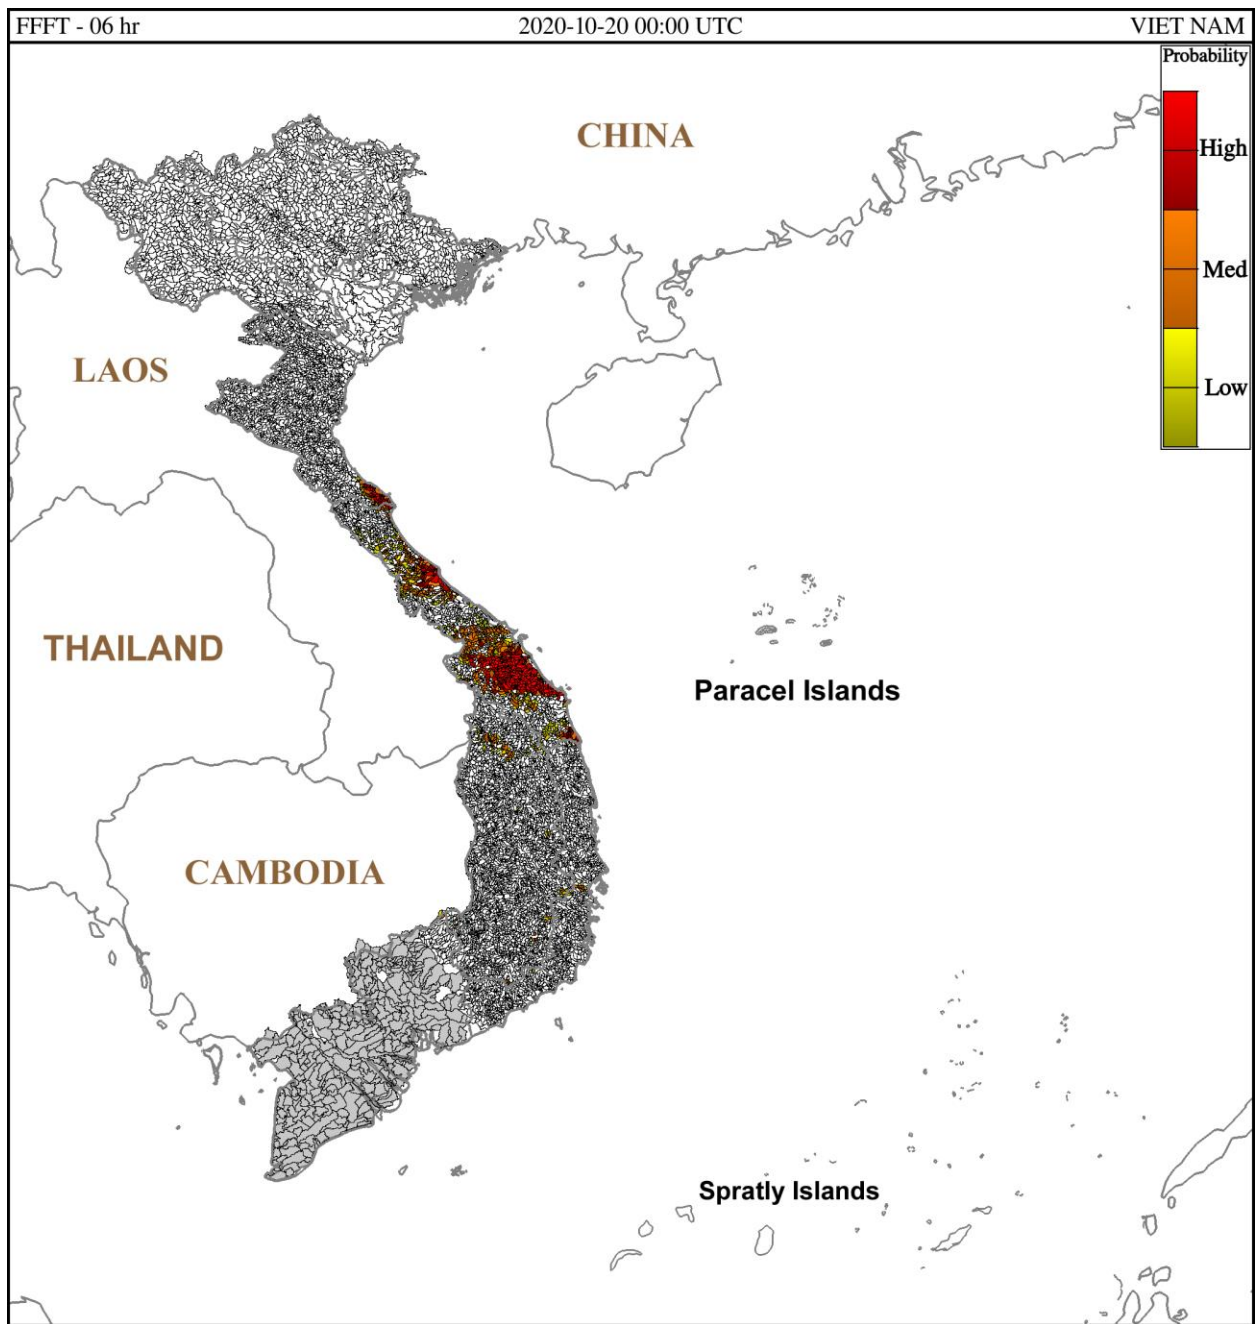 FFFT - 06 hr
2020-10-20 00:00 UTC
VIET NAM
Probability
High
Med
Low
CHINA
LAOS
THAILAND
Paracel Islands
CAMBODIA
Spratly Islands